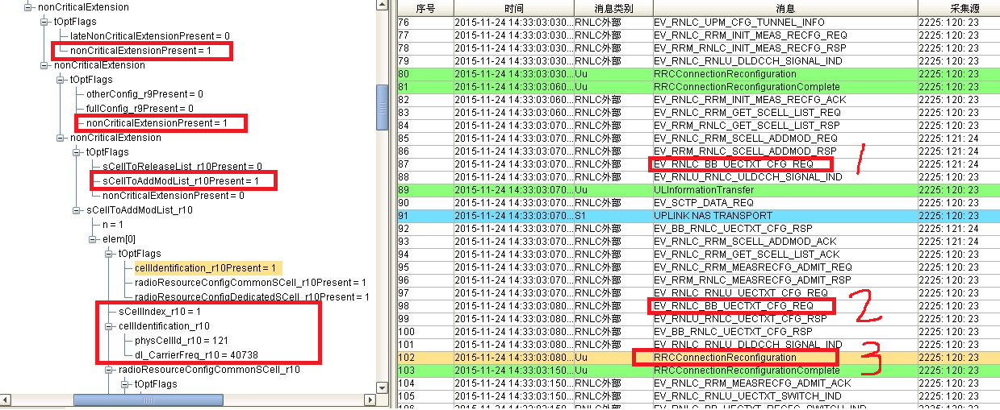 nonCriticalExtension
tOptFlags
lateNonCriticalExtensionPresent = 0
nonCriticalExtensionPresent = 1
nonCriticalExtension
tOptFlags
otherConfig_r9Present = 0
fullConfig_r9Present = 0
nonCriticalExtensionPresent = 1
nonCriticalExtension
tOptFlags
sCellToReleaseList_r10Present = 0
sCellToAddModList_r10Present = 1
nonCriticalExtensionPresent = 0
sCellToAddModList_r10
n = 1
elem[0]
tOptFlags
cellIdentification_r10Present = 1
radioResourceConfigCommonSCell_r10Present = 1
radioResourceConfigDedicatedSCell_r10Present = 1
sCellIndex_r10 = 1
cellIdentification_r10
physCellId_r10 = 121
dl_CarrierFreq_r10 = 40738
radioResourceConfigCommonSCell_r10
tOptFlags
序号 时间 消息类别 消息 采集源
76 2015-11-24 14:33:03:030... RNLC外部 EV_RNLC_UPM_CFG_TUNNEL_INFO 2225: 120: 23
77 2015-11-24 14:33:03:030... RNLC外部 EV_RNLC_RRM_INIT_MEAS_RECFG_REQ 2225: 120: 23
78 2015-11-24 14:33:03:030... RNLC外部 EV_RRM_RNLC_INIT_MEAS_RECFG_RSP 2225: 120: 23
79 2015-11-24 14:33:03:030... RNLC外部 EV_RNLC_RNLU_DLDCCH_SIGNAL_IND 2225: 120: 23
80 2015-11-24 14:33:03:030... Uu RRCConnectionReconfiguration 2225: 120: 23
81 2015-11-24 14:33:03:060... Uu RRCConnectionReconfigurationComplete 2225: 120: 23
82 2015-11-24 14:33:03:060... RNLC外部 EV_RNLC_RRM_INIT_MEAS_RECFG_ACK 2225: 120: 23
83 2015-11-24 14:33:03:060... RNLC外部 EV_RNLC_RRM_GET_SCELL_LIST_REQ 2225: 120: 23
84 2015-11-24 14:33:03:070... RNLC外部 EV_RRM_RNLC_GET_SCELL_LIST_RSP 2225: 120: 23
85 2015-11-24 14:33:03:070... RNLC外部 EV_RNLC_RRM_SCELL_ADDMOD_REQ 2225: 121: 24
86 2015-11-24 14:33:03:070... RNLC外部 EV_RRM_RNLC_SCELL_ADDMOD_RSP 2225: 121: 24
87 2015-11-24 14:33:03:070... RNLC外部 EV_RNLC_BB_UECTXT_CFG_REQ 2225: 121: 24
1
88 2015-11-24 14:33:03:070... RNLC外部 EV_RNLU_RNLC_ULDCCH_SIGNAL_IND 2225: 120: 23
89 2015-11-24 14:33:03:070... Uu ULInformationTransfer 2225: 120: 23
90 2015-11-24 14:33:03:070... RNLC外部 EV_SCTP_DATA_REQ 2225: 120: 23
91 2015-11-24 14:33:03:070... S1 UPLINK NAS TRANSPORT 2225: 120: 23
92 2015-11-24 14:33:03:070... RNLC外部 EV_BB_RNLC_UECTXT_CFG_RSP 2225: 121: 24
93 2015-11-24 14:33:03:070... RNLC外部 EV_RNLC_RRM_SCELL_ADDMOD_ACK 2225: 121: 24
94 2015-11-24 14:33:03:070... RNLC外部 EV_RNLC_RRM_GET_SCELL_LIST_ACK 2225: 120: 23
95 2015-11-24 14:33:03:070... RNLC外部 EV_RNLC_RRM_MEASRECFG_ADMIT_REQ 2225: 120: 23
96 2015-11-24 14:33:03:070... RNLC外部 EV_RRM_RNLC_MEASRECFG_ADMIT_RSP 2225: 120: 23
97 2015-11-24 14:33:03:070... RNLC外部 EV_RNLC_RNLU_UECTXT_CFG_REQ 2225: 120: 23
98 2015-11-24 14:33:03:080... RNLC外部 EV_RNLC_BB_UECTXT_CFG_REQ 2225: 120: 23
2
99 2015-11-24 14:33:03:080... RNLC外部 EV_RNLU_RNLC_UECTXT_CFG_RSP 2225: 120: 23
100 2015-11-24 14:33:03:080... RNLC外部 EV_BB_RNLC_UECTXT_CFG_RSP 2225: 120: 23
101 2015-11-24 14:33:03:080... RNLC外部 EV_RNLC_RNLU_DLDCCH_SIGNAL_IND 2225: 120: 23
102 2015-11-24 14:33:03:080... Uu RRCConnectionReconfiguration 2225: 120: 23
3
103 2015-11-24 14:33:03:150... Uu RRCConnectionReconfigurationComplete 2225: 120: 23
104 2015-11-24 14:33:03:150... RNLC外部 EV_RNLC_RRM_MEASRECFG_ADMIT_ACK 2225: 120: 23
105 2015-11-24 14:33:03:150... RNLC外部 EV_RNLC_RNLU_UECTXT_SWITCH_IND 2225: 120: 23